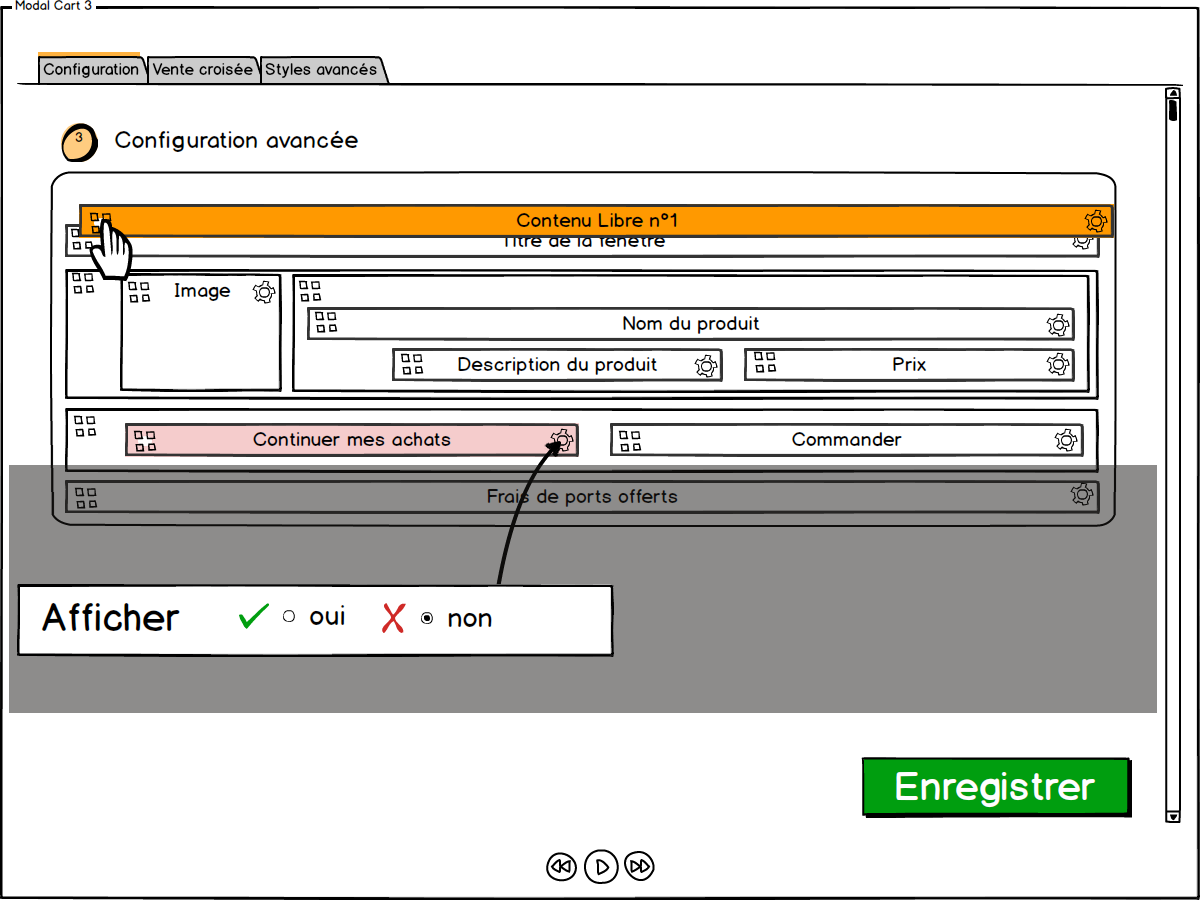 Modal Cart 3
Configuration Vente croisée Styles avancés
3 Configuration avancée
Contenu Libre n°1
Titre de la fenêtre
Image
Nom du produit
Description du produit Prix
Continuer mes achats Commander
Frais de ports offerts
Afficher oui non
Enregistrer